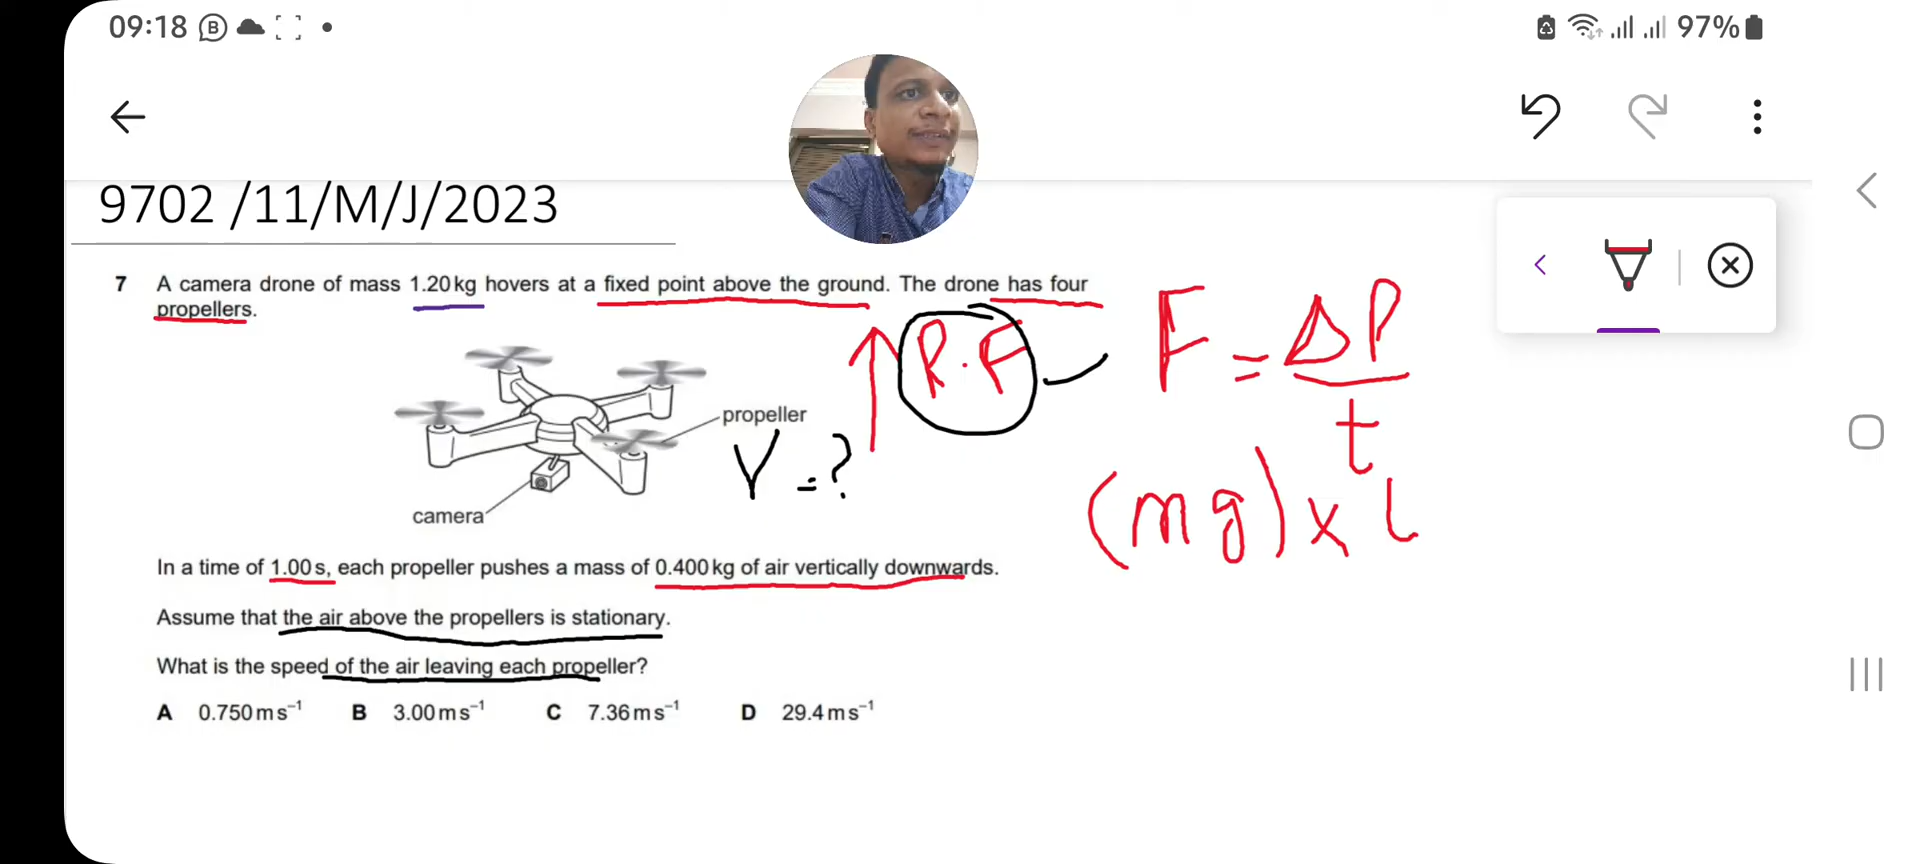 09:18
97%
9702 /11/M/J/2023
7 A camera drone of mass 1.20 kg hovers at a fixed point above the ground. The drone has four
propellers.
R.F
F = ΔP
t
propeller
V = ?
camera
(mg) x
In a time of 1.00 s, each propeller pushes a mass of 0.400 kg of air vertically downwards.
Assume that the air above the propellers is stationary.
What is the speed of the air leaving each propeller?
A 0.750 m s⁻¹ B 3.00 m s⁻¹ C 7.36 m s⁻¹ D 29.4 m s⁻¹